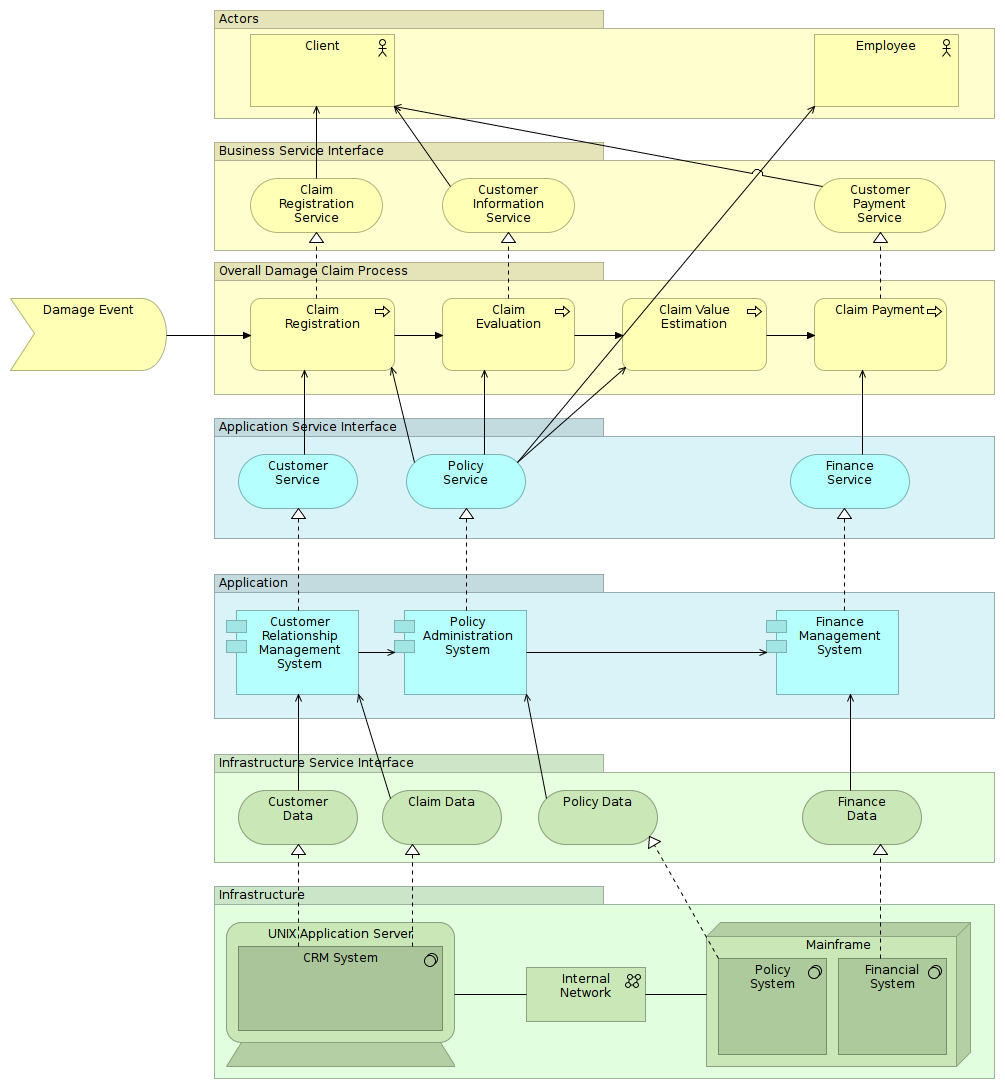 Actors
Client
Employee
Business Service Interface
Claim
Registration
Service
Customer
Information
Service
Customer
Payment
Service
Overall Damage Claim Process
Damage Event
Claim
Registration
Claim
Evaluation
Claim Value
Estimation
Claim Payment
Application Service Interface
Customer
Service
Policy
Service
Finance
Service
Application
Customer
Relationship
Management
System
Policy
Administration
System
Finance
Management
System
Infrastructure Service Interface
Customer
Data
Claim Data
Policy Data
Finance
Data
Infrastructure
UNIX Application Server
CRM System
Internal
Network
Mainframe
Policy
System
Financial
System